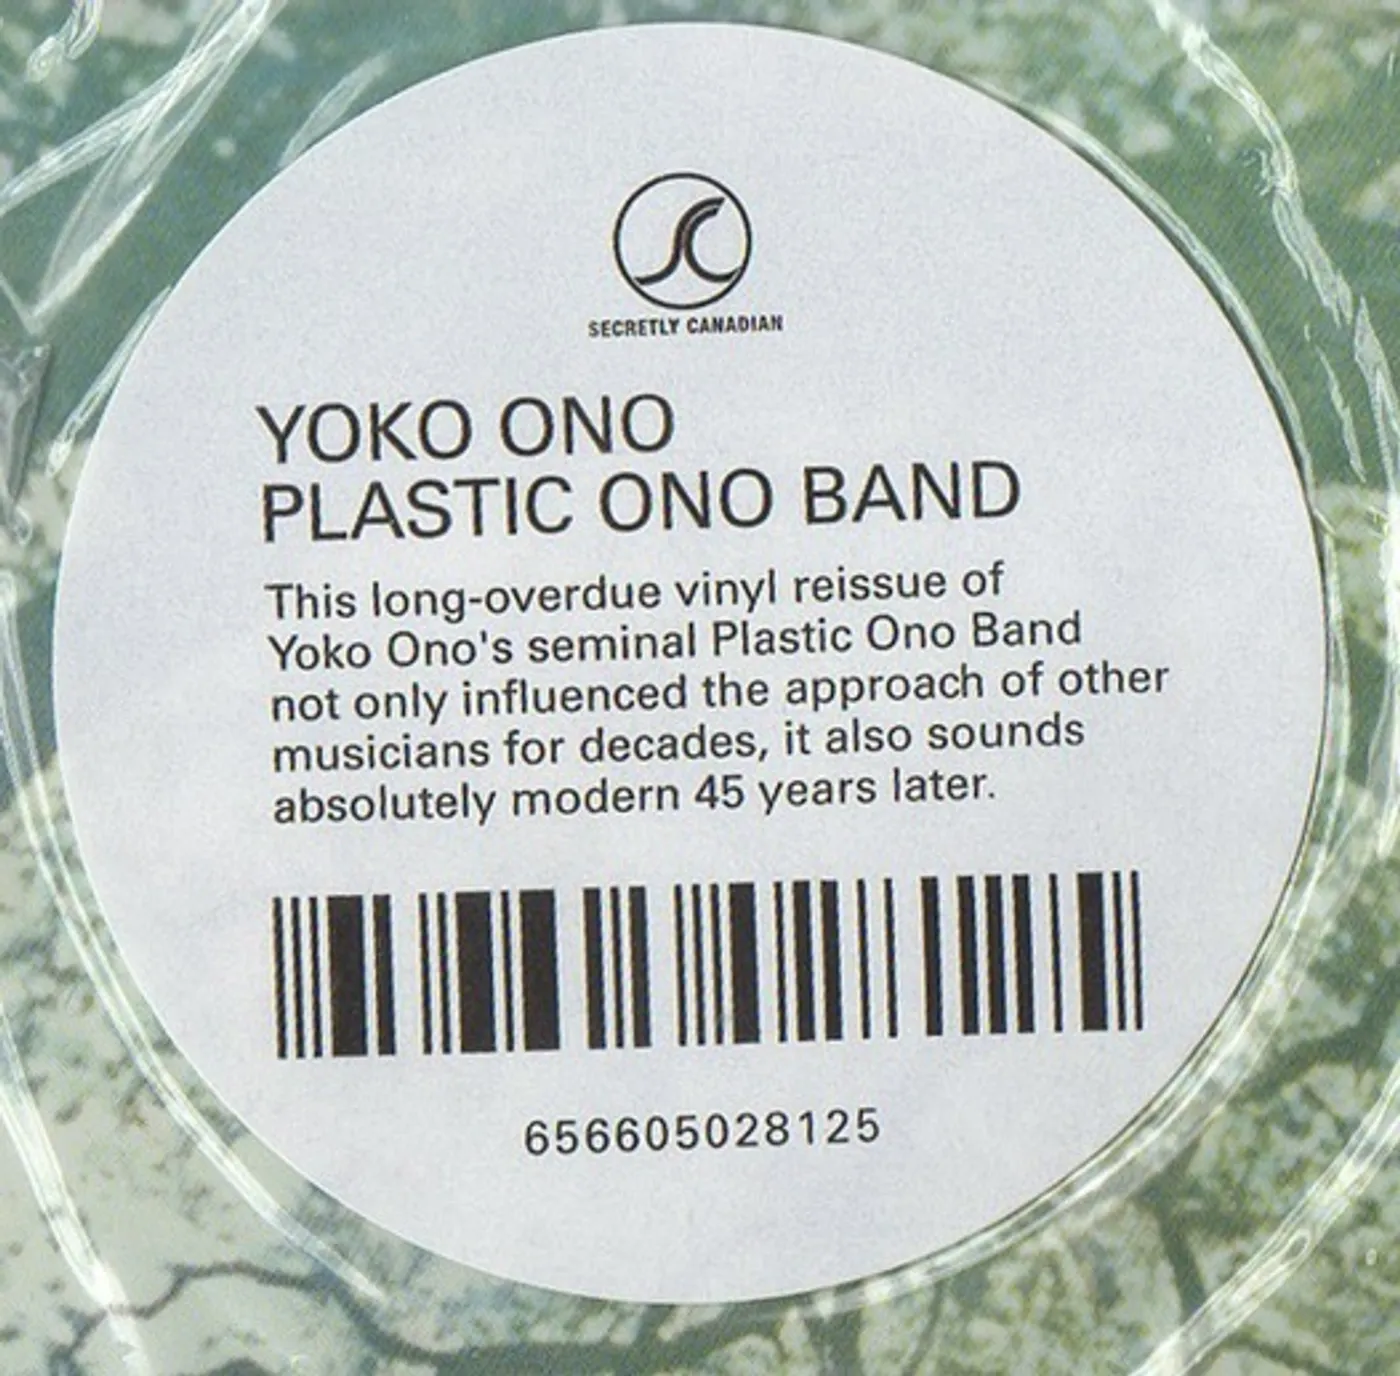 SECRETLY CANADIAN
YOKO ONO
PLASTIC ONO BAND
This long-overdue vinyl reissue of
Yoko Ono's seminal Plastic Ono Band
not only influenced the approach of other
musicians for decades, it also sounds
absolutely modern 45 years later.
656605028125